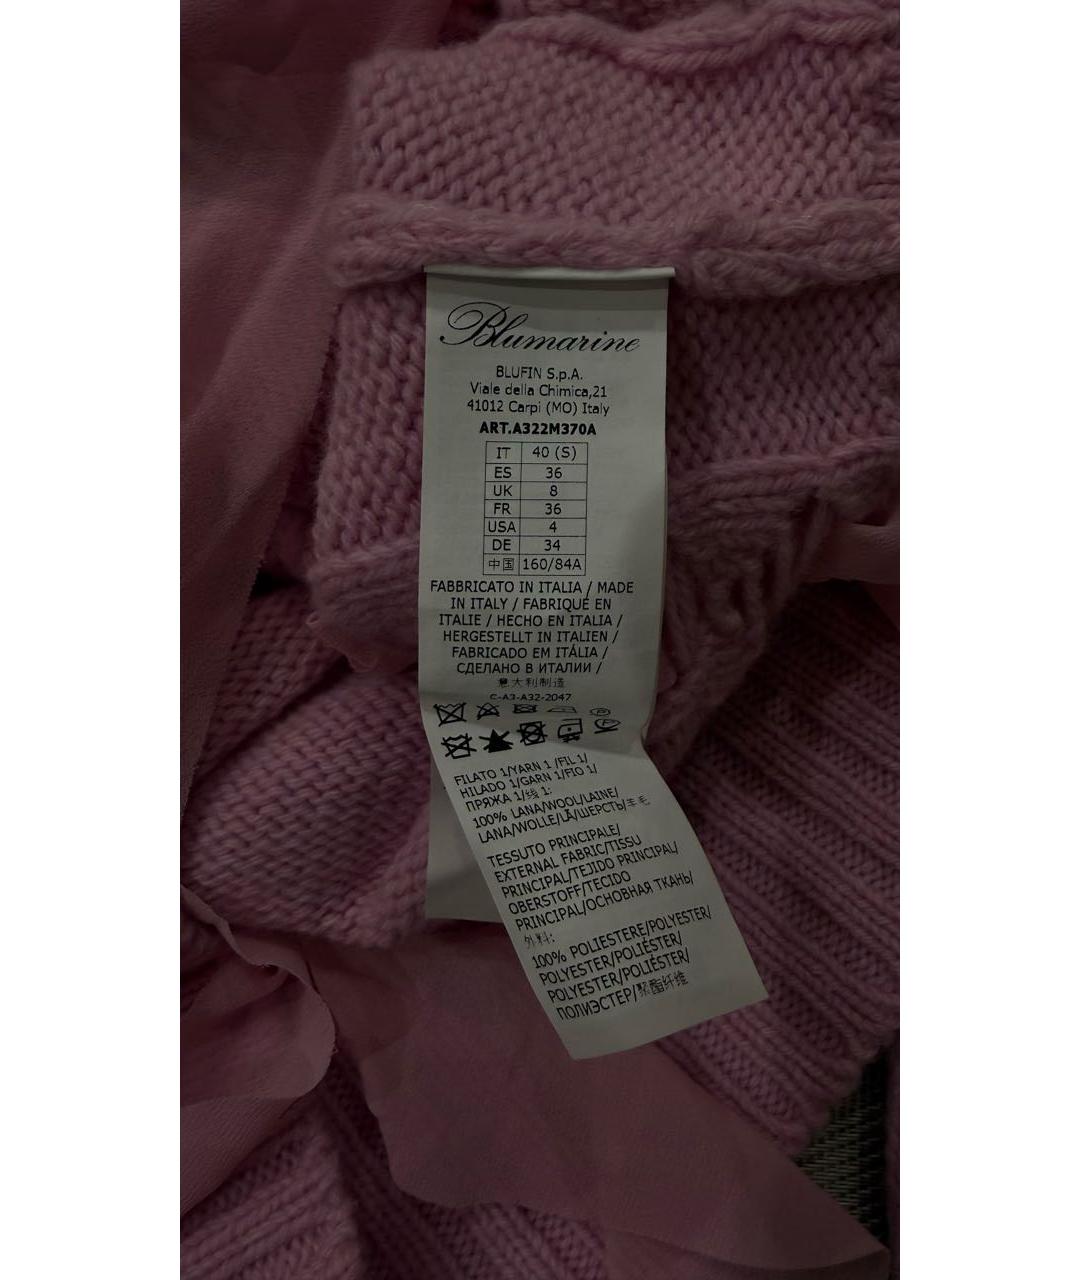 Blumarine
BLUFIN S.p.A.
Viale della Chimica,21
41012 Carpi (MO) Italy
ART.A322M370A
IT 40 (S)
ES 36
UK 8
FR 36
USA 4
DE 34
中国 160/84A
FABBRICATO IN ITALIA / MADE
IN ITALY / FABRIQUÉ EN
ITALIE / HECHO EN ITALIA /
HERGESTELLT IN ITALIEN /
FABRICADO EM ITÁLIA /
СДЕЛАНО В ИТАЛИИ /
意大利制造
C-A3-A32-2047
FILATO 1/YARN 1 /FIL 1/
HILADO 1/GARN 1/FIO 1/
ПРЯЖА 1/线 1:
100% LANA/WOOL/LAINE/
LANA/WOLLE/LÃ/ШЕРСТЬ/羊毛
TESSUTO PRINCIPALE/
EXTERNAL FABRIC/TISSU
PRINCIPAL/TEJIDO PRINCIPAL/
OBERSTOFF/TECIDO
PRINCIPAL/ОСНОВНАЯ ТКАНЬ/
外料:
100% POLIESTERE/POLYESTER/
POLYESTER/POLIÉSTER/
POLYESTER/POLIÉSTER/
ПОЛИЭСТЕР/聚酯纤维